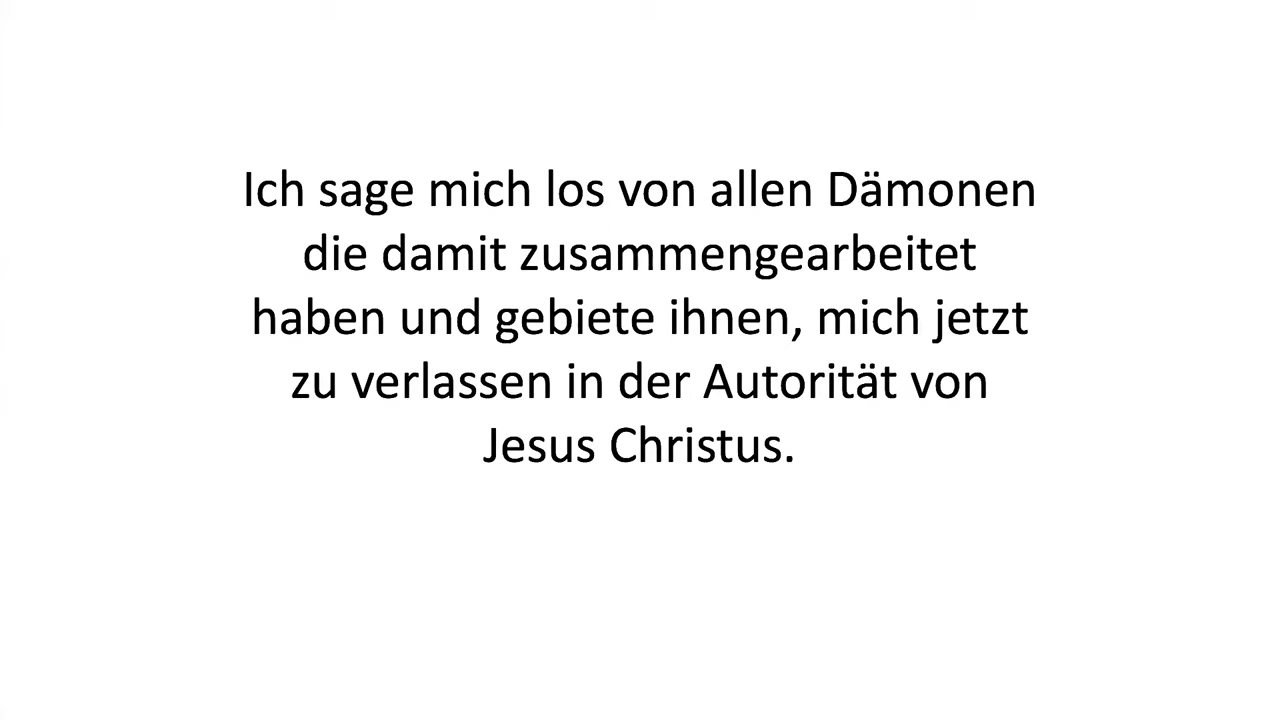 Ich sage mich los von allen Dämonen
die damit zusammengearbeitet
haben und gebiete ihnen, mich jetzt
zu verlassen in der Autorität von
Jesus Christus.